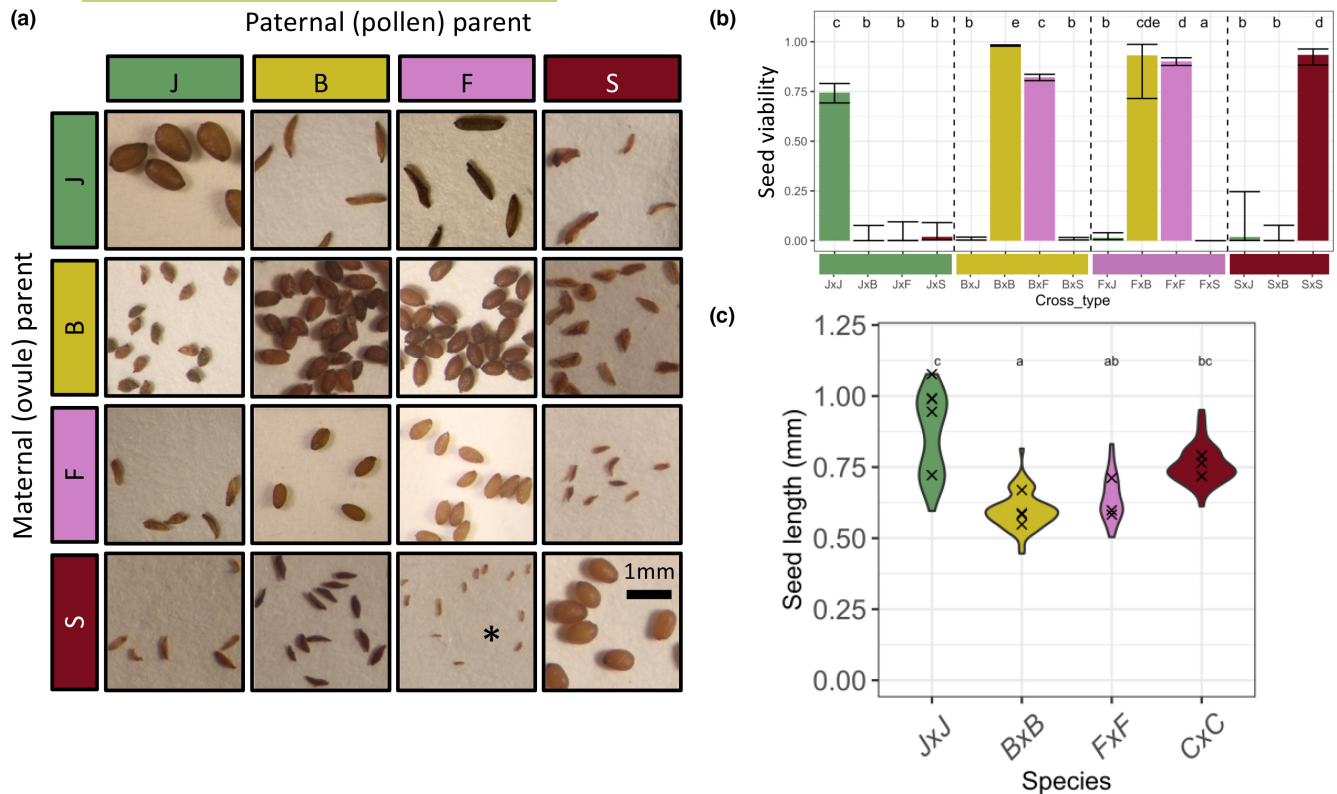 (a)
Paternal (pollen) parent
J B F S
Maternal (ovule) parent
J
B
F
S
1mm
*
(b)
c b b b b e c b b cde d a b b d
Seed viability
1.00
0.75
0.50
0.25
0.00
JxJ JxB JxF JxS BxJ BxB BxF BxS FxJ FxB FxF FxS SxJ SxB SxS
Cross_type
(c)
Seed length (mm)
1.25
1.00
0.75
0.50
0.25
0.00
c a ab bc
JxJ BxB FxF CxC
Species